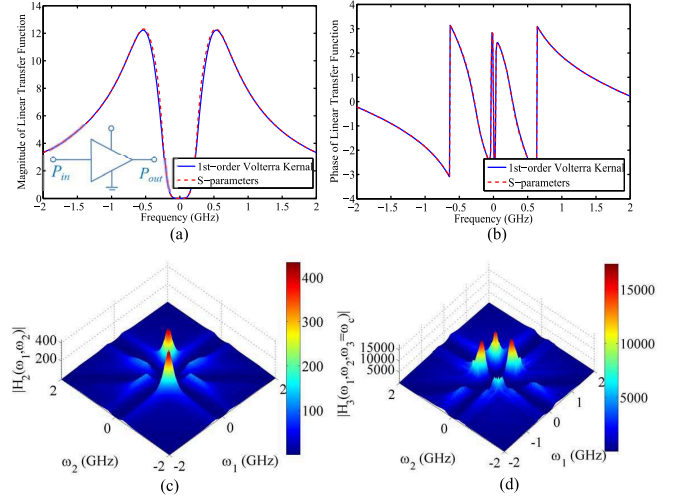 14
12
10
8
6
4
2
0
Magnitude of Linear Transfer Function
P_in
P_out
1st−order Volterra Kernal
S−parameters
−2 −1.5 −1 −0.5 0 0.5 1 1.5 2
Frequency (GHz)
(a)
4
3
2
1
0
−1
−2
−3
−4
Phase of Linear Transfer Function
1st−order Volterra Kernal
S−parameters
−2 −1.5 −1 −0.5 0 0.5 1 1.5 2
Frequency (GHz)
(b)
|H_2(ω_1,ω_2)|
400
200
2
0
-2
ω_2 (GHz)
-2
0
2
ω_1 (GHz)
400
300
200
100
(c)
|H_3(ω_1,ω_2,ω_3=ω_c)|
15000
10000
5000
2
0
-2
ω_2 (GHz)
-2
-1
0
1
2
ω_1 (GHz)
15000
10000
5000
0
(d)